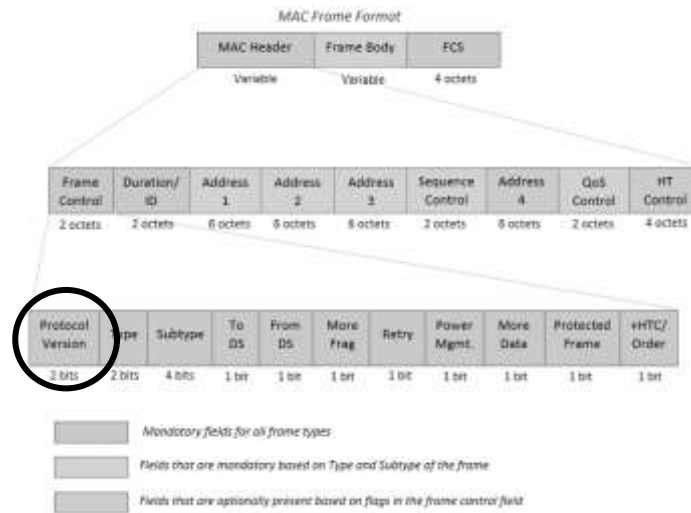 MAC Frame Format
MAC Header Frame Body FCS
Variable Variable 4 octets
Frame Control Duration/ ID Address 1 Address 2 Address 3 Sequence Control Address 4 QoS Control HT Control
2 octets 2 octets 6 octets 6 octets 6 octets 2 octets 6 octets 2 octets 4 octets
Protocol Version Type Subtype To DS From DS More Frag Retry Power Mgmt. More Data Protected Frame +HTC/ Order
2 bits 2 bits 4 bits 1 bit 1 bit 1 bit 1 bit 1 bit 1 bit 1 bit 1 bit
Mandatory fields for all frame types
Fields that are mandatory based on Type and Subtype of the frame
Fields that are optionally present based on flags in the frame control field